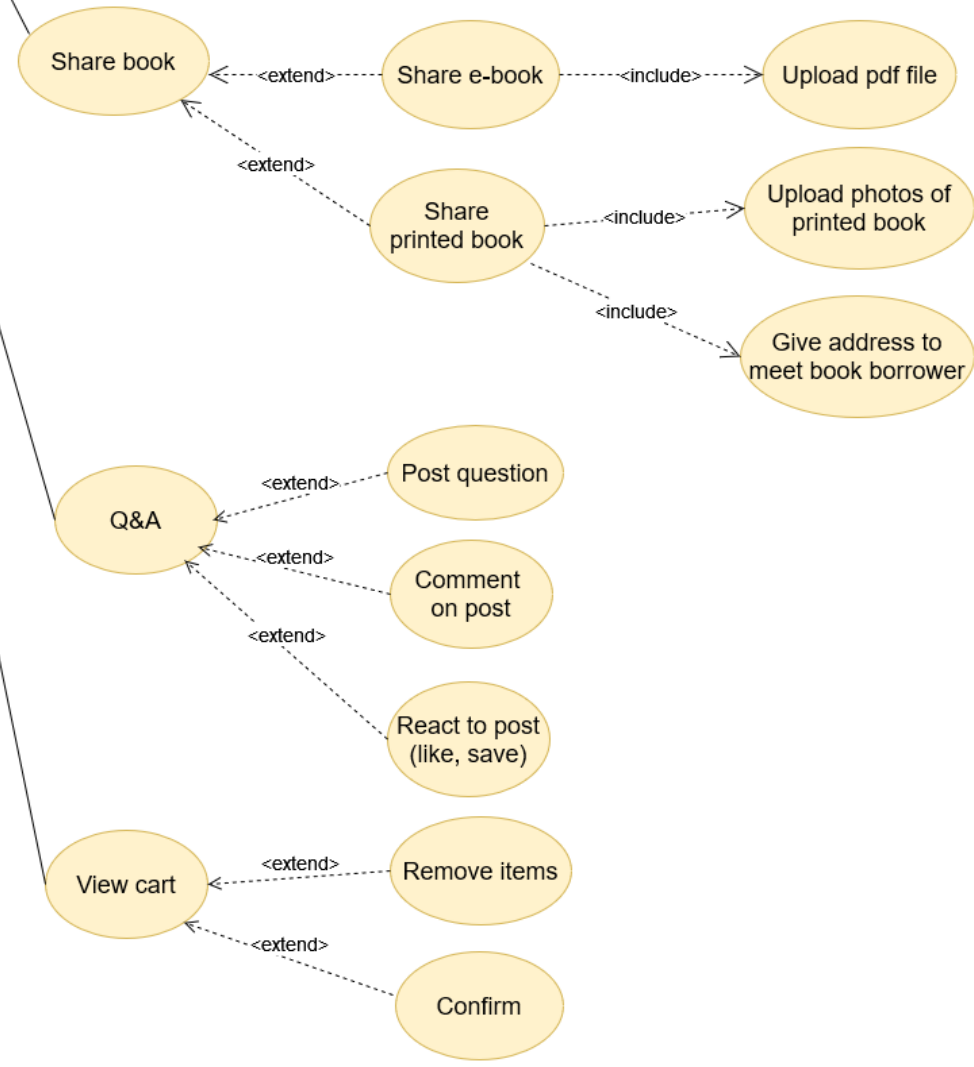 Share book
<extend>
Share e-book
<include>
Upload pdf file
<extend>
Share
printed book
<include>
Upload photos of
printed book
<include>
Give address to
meet book borrower
Q&A
<extend>
Post question
<extend>
Comment
on post
<extend>
React to post
(like, save)
View cart
<extend>
Remove items
<extend>
Confirm